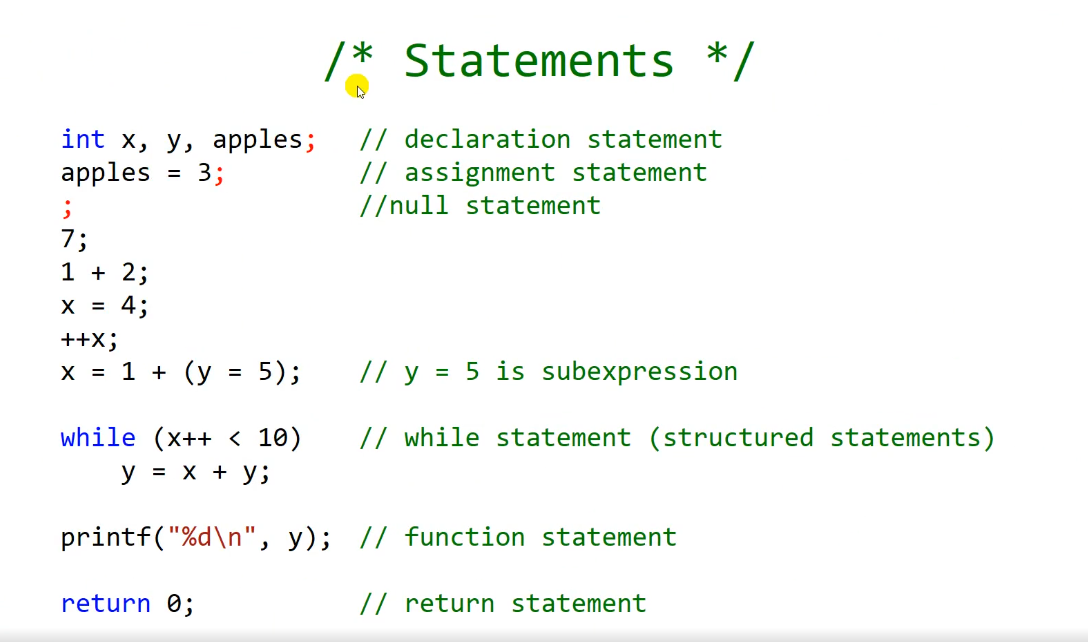 /* Statements */
int x, y, apples;   // declaration statement
apples = 3;         // assignment statement
;                   //null statement
7;
1 + 2;
x = 4;
++x;
x = 1 + (y = 5);    // y = 5 is subexpression
while (x++ < 10)    // while statement (structured statements)
    y = x + y;
printf("%d\n", y);  // function statement
return 0;           // return statement